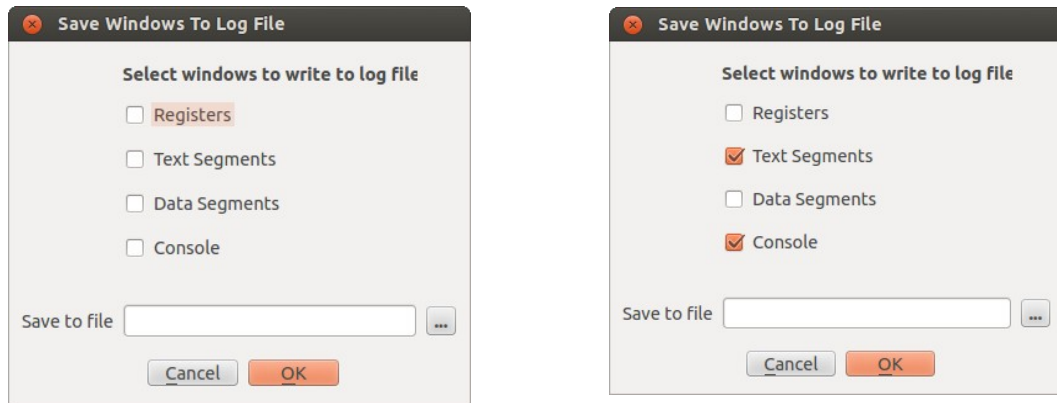 Save Windows To Log File
Select windows to write to log file
Registers
Text Segments
Data Segments
Console
Save to file ...
Cancel OK
Save Windows To Log File
Select windows to write to log file
Registers
Text Segments
Data Segments
Console
Save to file ...
Cancel OK